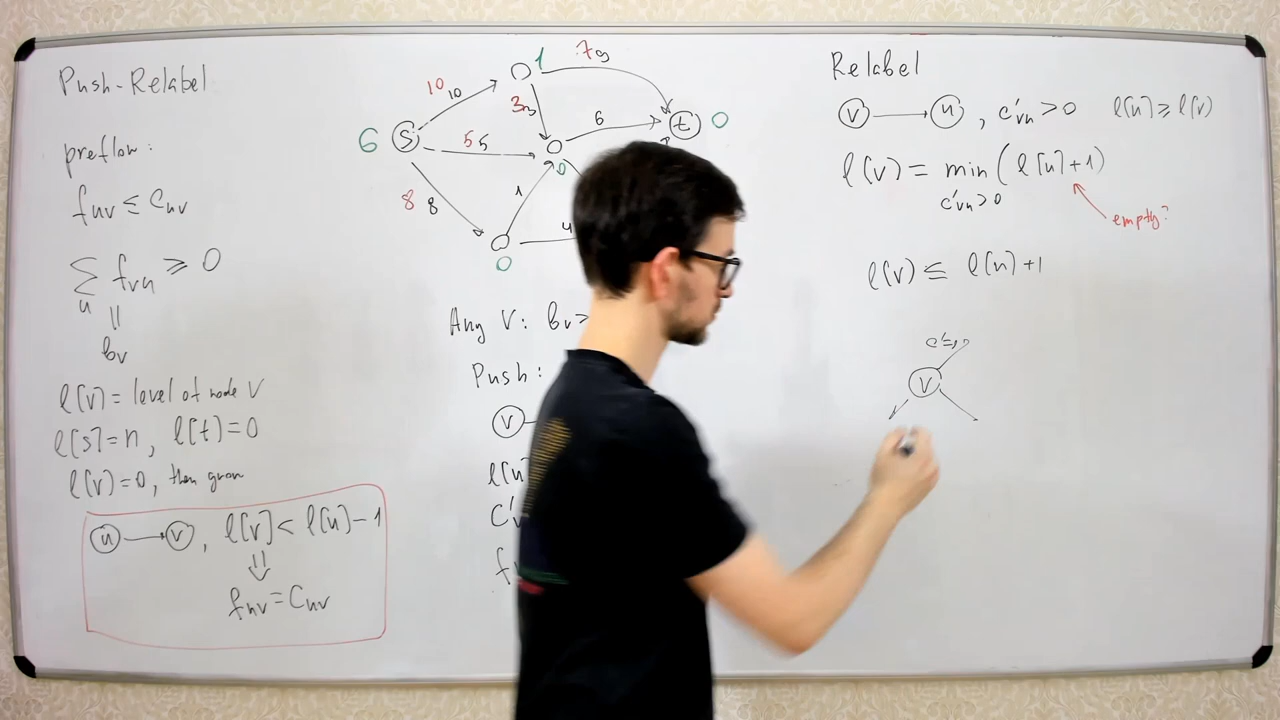 Push-Relabel
preflow:
fuv ≤ Cuv
∑ fvu ≥ 0
u
||
bv
l(v) = level of node V
l[s]=n, l(t)=0
l(v)=0, then grow
u → v, l[v] < l[u]-1
⇓
fuv = Cuv
10 10
1
7 9
3
5 5
8 8
6 S
6
t 0
0
1
4
0
Any V: bv>
Push:
v
l[u]
C'v
f
Relabel
v → u, c'vu > 0 l[u] ≥ l(v)
l(v) = min (l[u]+1)
c'vu>0
empty?
l(v) ≤ l[u]+1
v